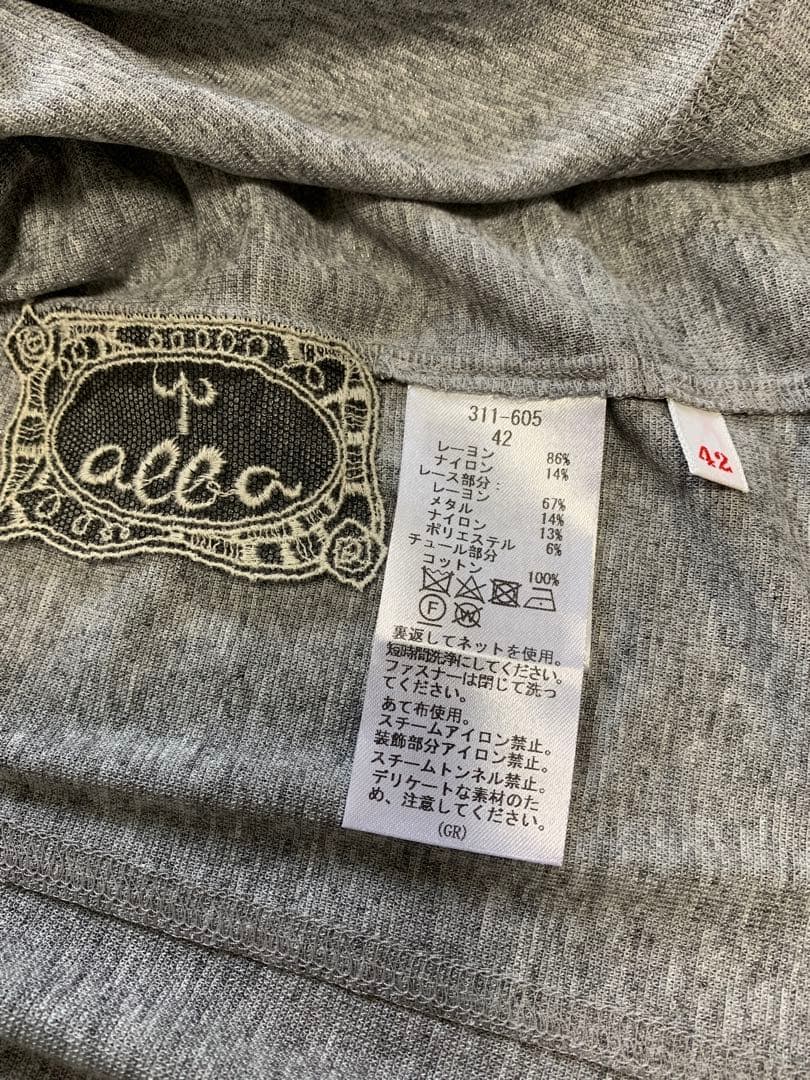 alba
311-605
42
レーヨン 86%
ナイロン 14%
レース部分:
レーヨン 67%
メタル 14%
ナイロン 13%
ポリエステル 6%
チュール部分
コットン 100%
F
W
裏返してネットを使用。
短時間洗浄にしてください。
ファスナーは閉じて洗っ
てください。
あて布使用。
スチームアイロン禁止。
装飾部分アイロン禁止。
スチームトンネル禁止。
デリケートな素材のた
め、注意してください。
(GR)
42